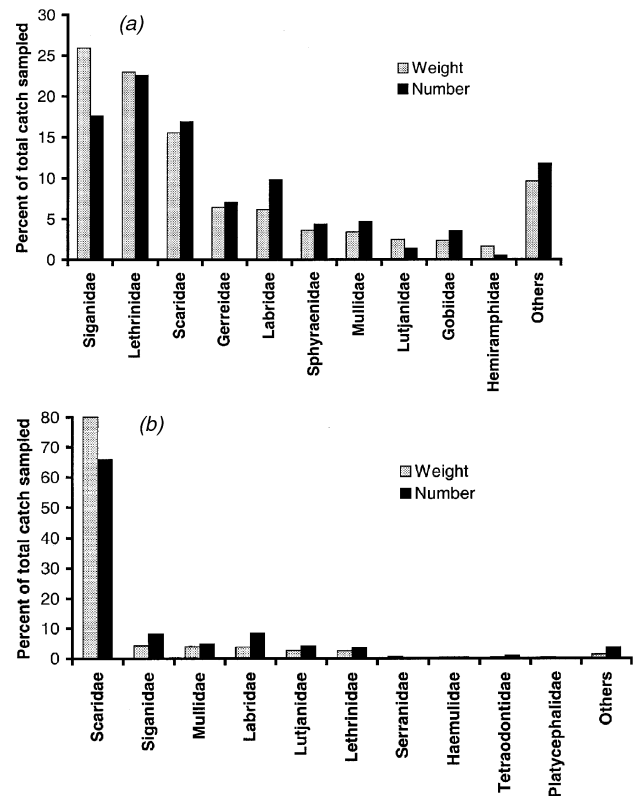 (a)
30
25
20
15
10
5
0
Percent of total catch sampled
Weight
Number
Siganidae
Lethrinidae
Scaridae
Gerreidae
Labridae
Sphyraenidae
Mullidae
Lutjanidae
Gobiidae
Hemiramphidae
Others
(b)
80
70
60
50
40
30
20
10
0
Percent of total catch sampled
Weight
Number
Scaridae
Siganidae
Mullidae
Labridae
Lutjanidae
Lethrinidae
Serranidae
Haemulidae
Tetraodontidae
Platycephalidae
Others